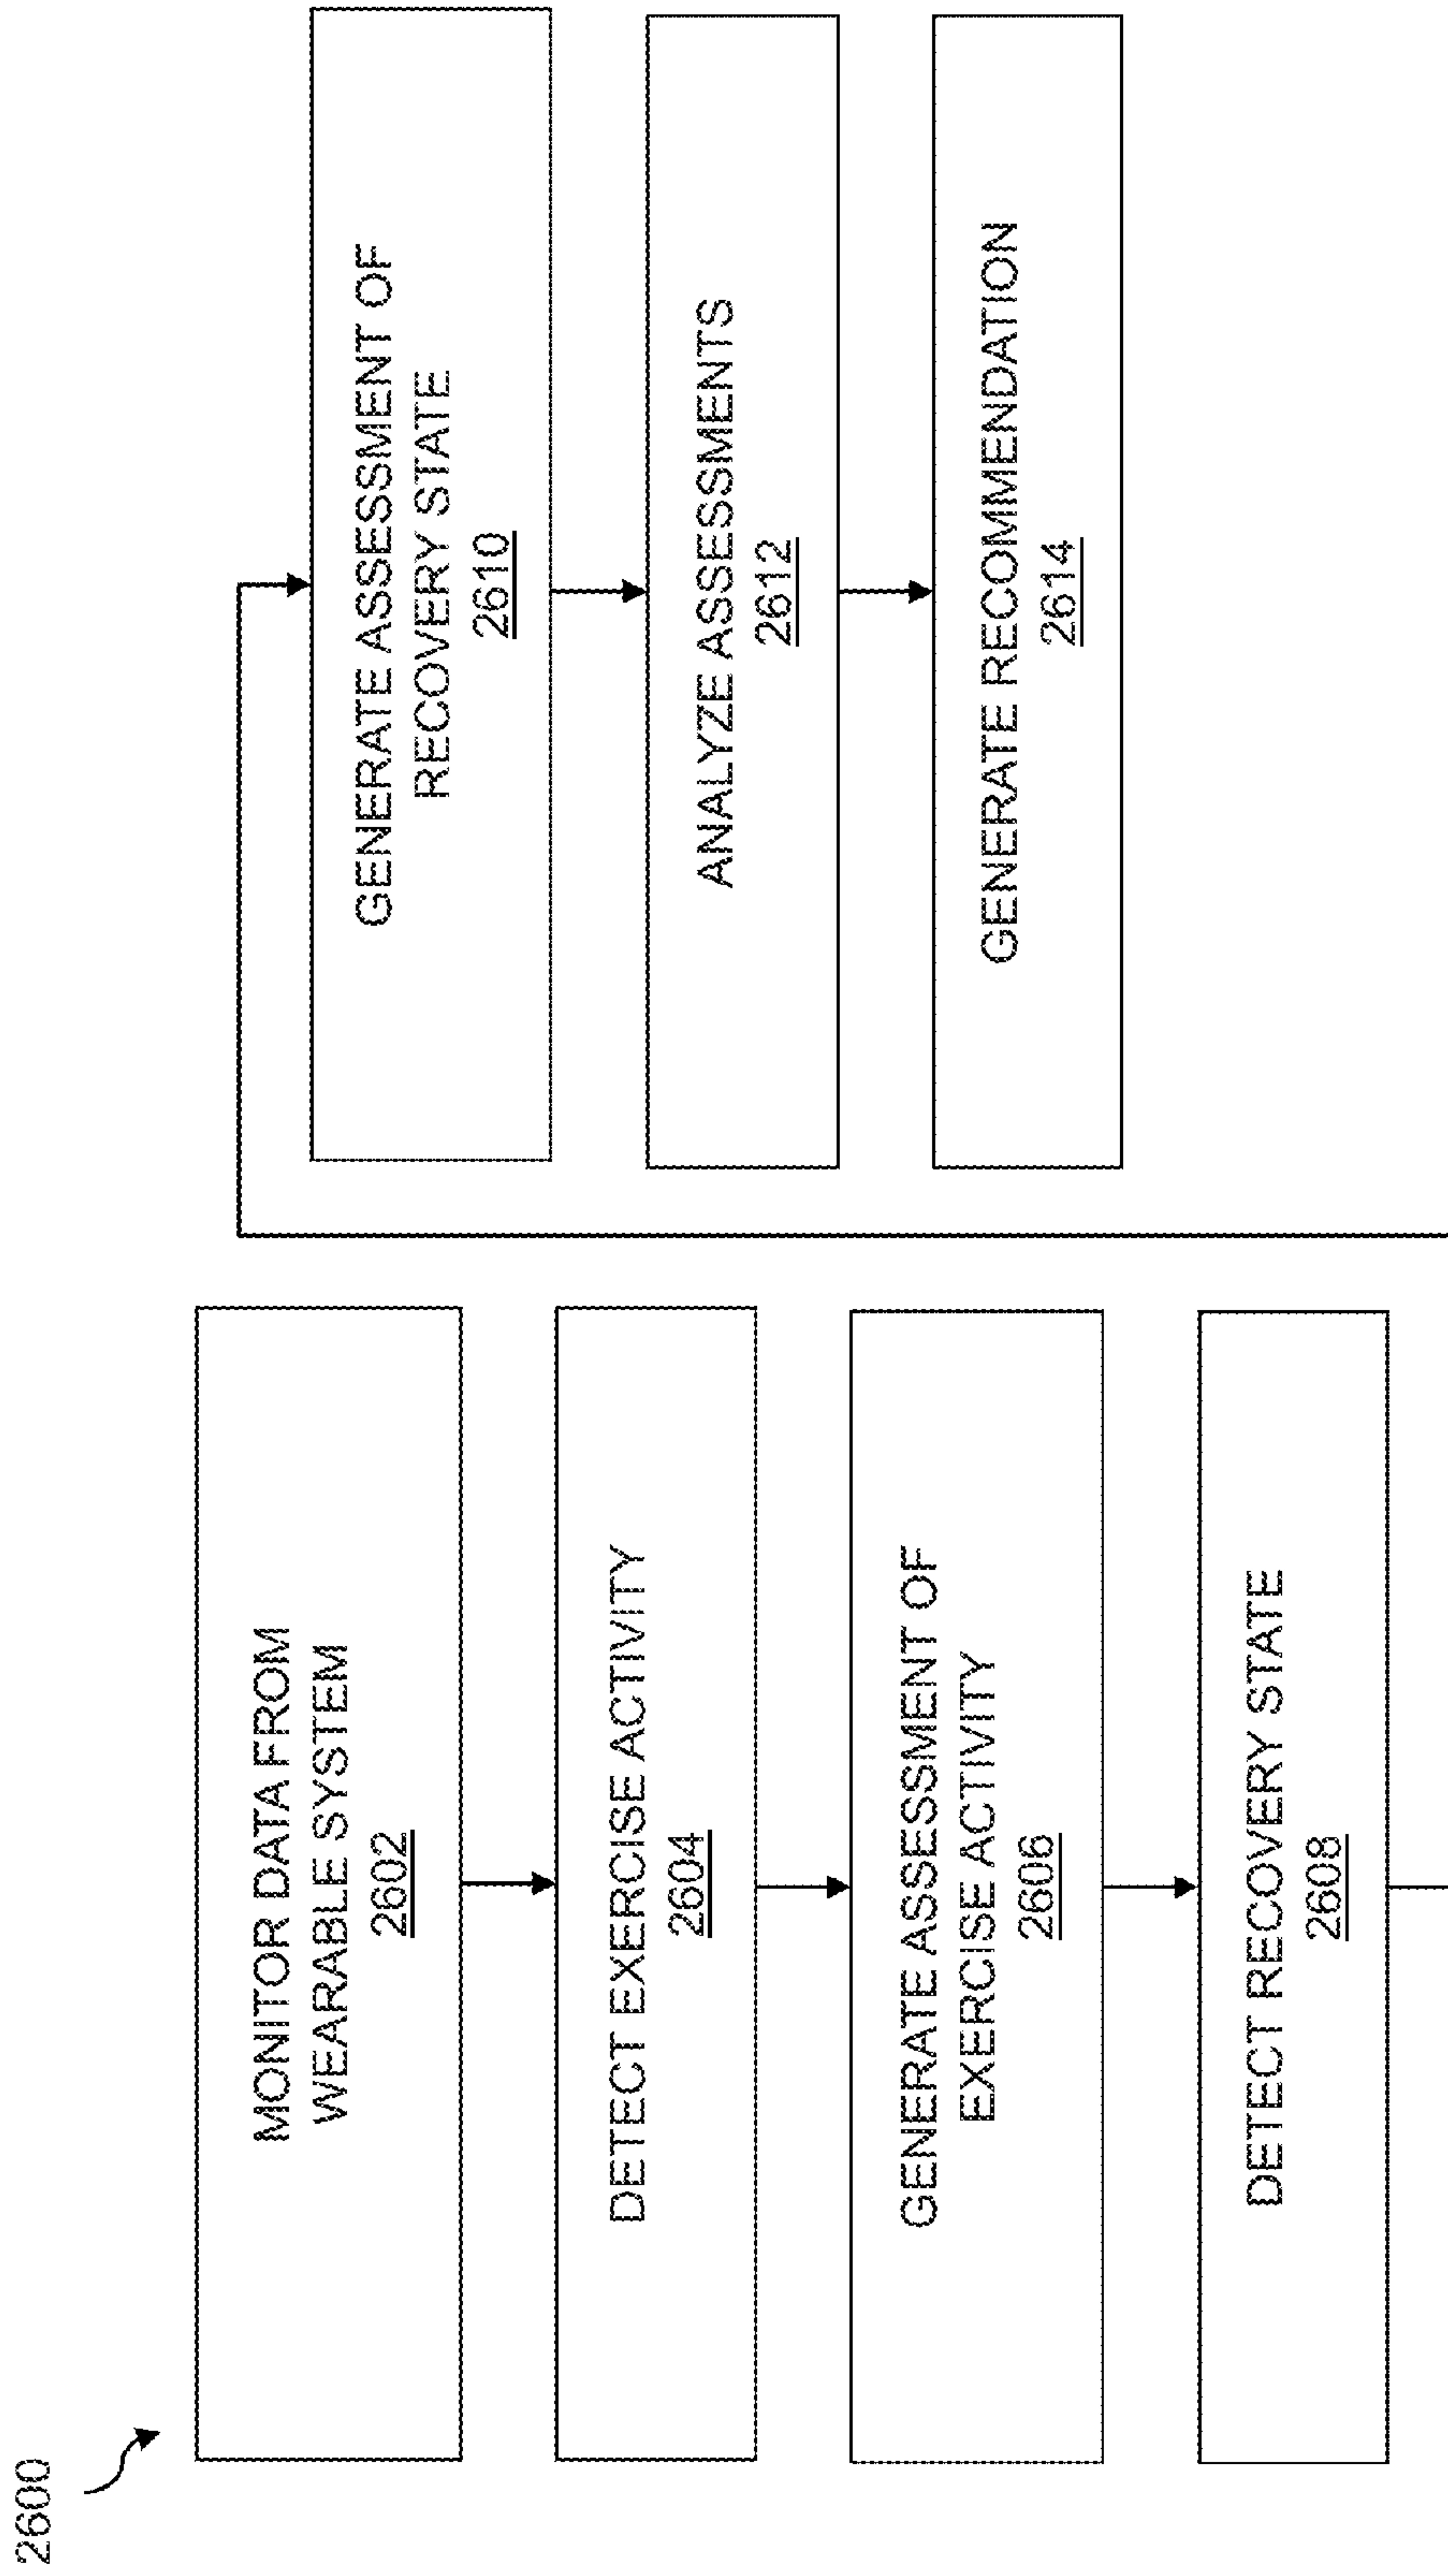 2600
MONITOR DATA FROM
WEARABLE SYSTEM
2602
DETECT EXERCISE ACTIVITY
2604
GENERATE ASSESSMENT OF
EXERCISE ACTIVITY
2606
DETECT RECOVERY STATE
2608
GENERATE ASSESSMENT OF
RECOVERY STATE
2610
ANALYZE ASSESSMENTS
2612
GENERATE RECOMMENDATION
2614